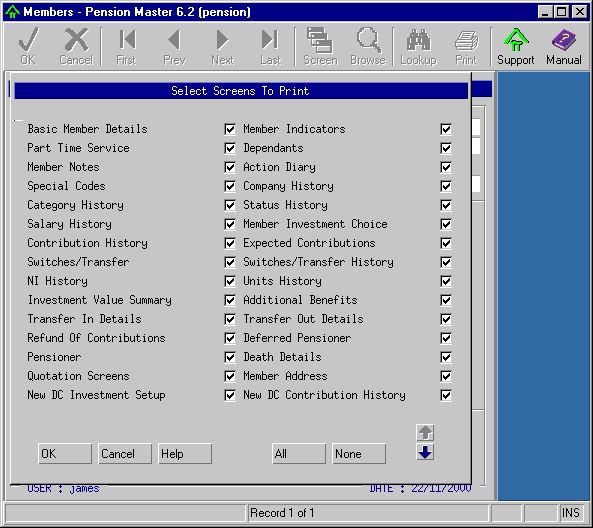 Members - Pension Master 6.2 (pension)
OK Cancel First Prev Next Last Screen Browse Lookup Print Support Manual
Select Screens To Print
Basic Member Details Member Indicators
Part Time Service Dependants
Member Notes Action Diary
Special Codes Company History
Category History Status History
Salary History Member Investment Choice
Contribution History Expected Contributions
Switches/Transfer Switches/Transfer History
NI History Units History
Investment Value Summary Additional Benefits
Transfer In Details Transfer Out Details
Refund Of Contributions Deferred Pensioner
Pensioner Death Details
Quotation Screens Member Address
New DC Investment Setup New DC Contribution History
OK Cancel Help All None
USER : james DATE : 22/11/2000
Record 1 of 1 INS